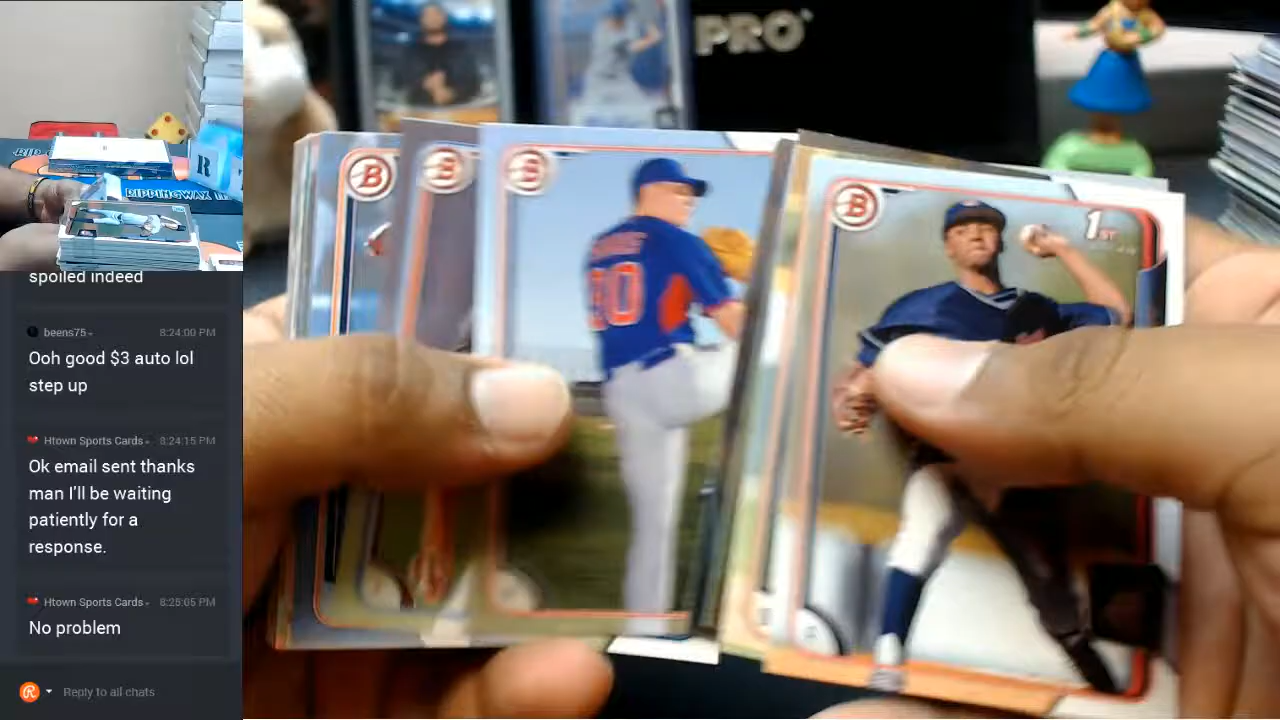 PRO
R
RIPPINGWAX
spoiled indeed
beens75
8:24:00 PM
Ooh good $3 auto lol
step up
Htown Sports Cards
8:24:15 PM
Ok email sent thanks
man I'll be waiting
patiently for a
response.
Htown Sports Cards
8:25:05 PM
No problem
Reply to all chats
B
B
B
30
B
1ST